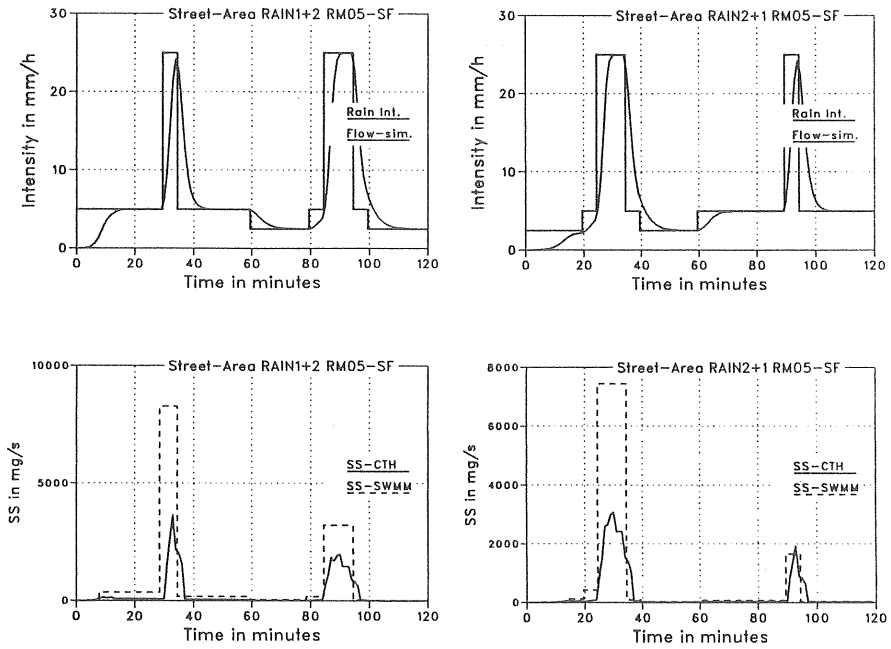 Street-Area RAIN1+2 RM05-SF
Intensity in mm/h
30
20
10
0
Rain Int.
Flow-sim.
0 20 40 60 80 100 120
Time in minutes
Street-Area RAIN2+1 RM05-SF
Intensity in mm/h
30
20
10
0
Rain Int.
Flow-sim.
0 20 40 60 80 100 120
Time in minutes
Street-Area RAIN1+2 RM05-SF
SS in mg/s
10000
5000
0
SS-CTH
SS-SWMM
0 20 40 60 80 100 120
Time in minutes
Street-Area RAIN2+1 RM05-SF
SS in mg/s
8000
6000
4000
2000
0
SS-CTH
SS-SWMM
0 20 40 60 80 100 120
Time in minutes